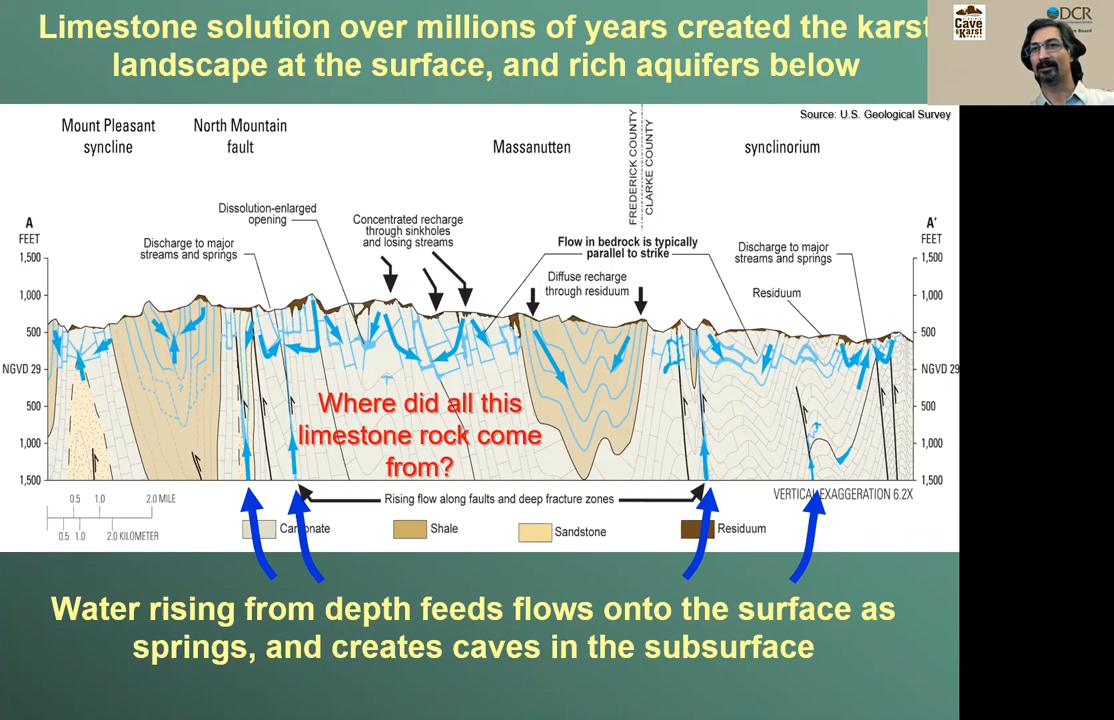 Limestone solution over millions of years created the karst
landscape at the surface, and rich aquifers below
Cave
& Karst
TRAIL
DCR
Source: U.S. Geological Survey
Mount Pleasant
syncline
North Mountain
fault
Massanutten
FREDERICK COUNTY
CLARKE COUNTY
synclinorium
A
FEET
1,500
1,000
500
NGVD 29
500
1,000
1,500
Discharge to major
streams and springs
Dissolution-enlarged
opening
Concentrated recharge
through sinkholes
and losing streams
Flow in bedrock is typically
parallel to strike
Diffuse recharge
through residuum
Discharge to major
streams and springs
Residuum
A'
FEET
1,500
1,000
500
NGVD 29
500
1,000
1,500
?
Where did all this
limestone rock come
from?
Rising flow along faults and deep fracture zones
VERTICAL EXAGGERATION 6.2X
0.5 1.0 2.0 MILE
0.5 1.0 2.0 KILOMETER
Carbonate
Shale
Sandstone
Residuum
Water rising from depth feeds flows onto the surface as
springs, and creates caves in the subsurface